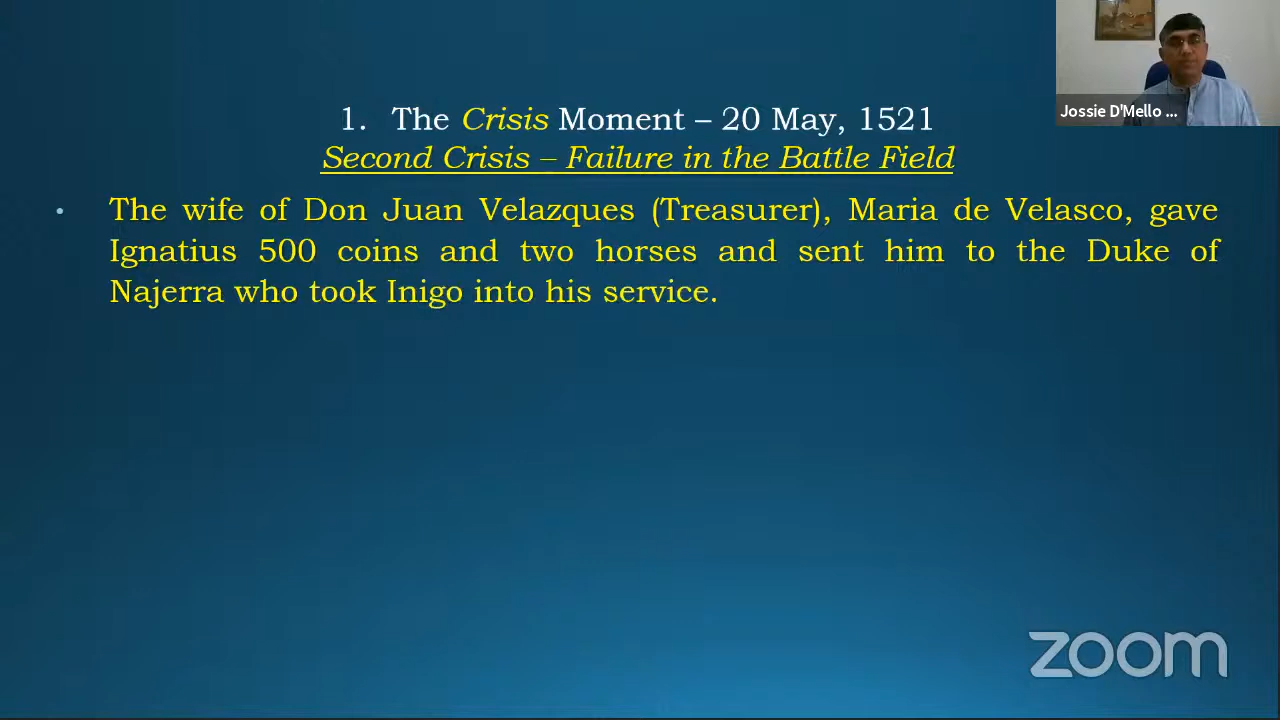 Jossie D'Mello ...
1. The Crisis Moment – 20 May, 1521
Second Crisis – Failure in the Battle Field
• The wife of Don Juan Velazques (Treasurer), Maria de Velasco, gave
Ignatius 500 coins and two horses and sent him to the Duke of
Najerra who took Inigo into his service.
zoom